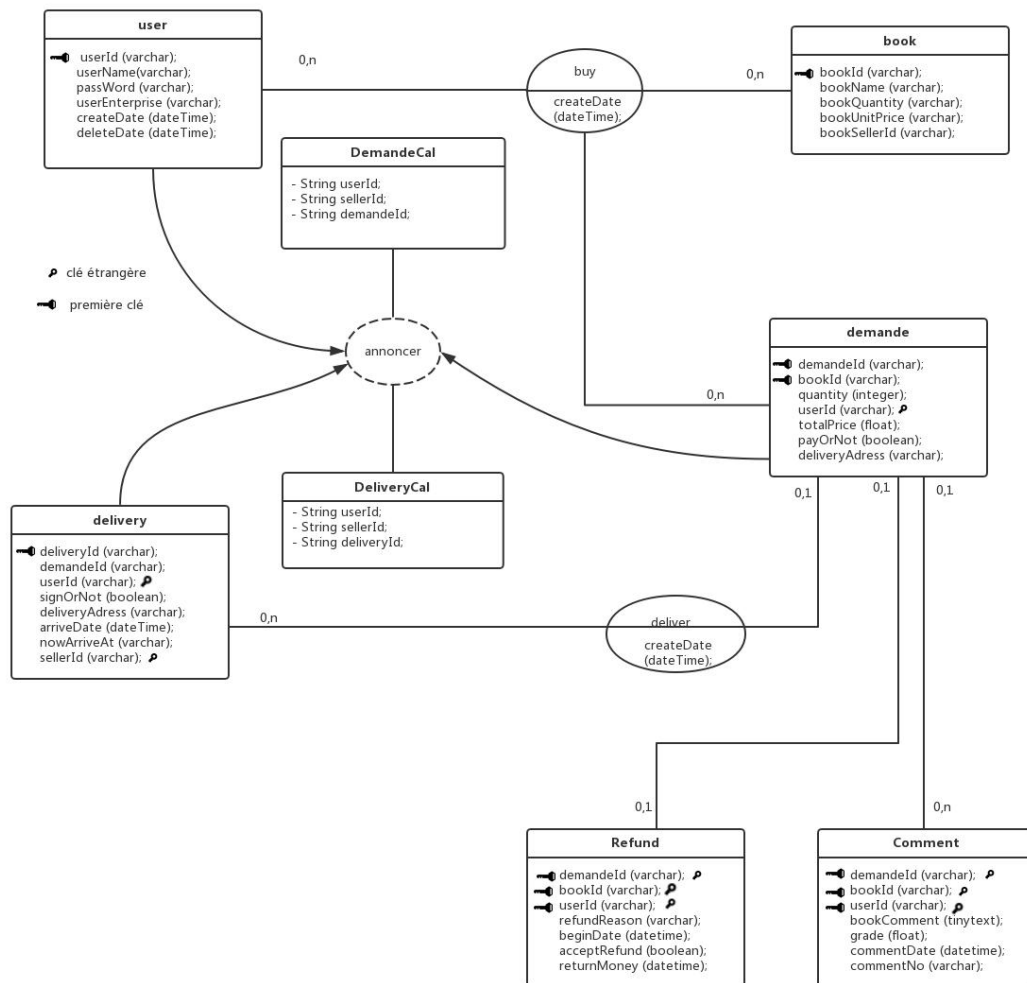 user
userId (varchar);
userName(varchar);
passWord (varchar);
userEnterprise (varchar);
createDate (dateTime);
deleteDate (dateTime);
0,n
buy
createDate
(dateTime);
0,n
book
bookId (varchar);
bookName (varchar);
bookQuantity (varchar);
bookUnitPrice (varchar);
bookSellerId (varchar);
DemandeCal
- String userId;
- String sellerId;
- String demandeId;
clé étrangère
première clé
annoncer
0,n
demande
demandeId (varchar);
bookId (varchar);
quantity (integer);
userId (varchar);
totalPrice (float);
payOrNot (boolean);
deliveryAdress (varchar);
0,1
0,1
0,1
DeliveryCal
- String userId;
- String sellerId;
- String deliveryId;
delivery
deliveryId (varchar);
demandeId (varchar);
userId (varchar);
signOrNot (boolean);
deliveryAdress (varchar);
arriveDate (dateTime);
nowArriveAt (varchar);
sellerId (varchar);
0,n
deliver
createDate
(dateTime);
0,1
0,n
Refund
demandeId (varchar);
bookId (varchar);
userId (varchar);
refundReason (varchar);
beginDate (datetime);
acceptRefund (boolean);
returnMoney (datetime);
Comment
demandeId (varchar);
bookId (varchar);
userId (varchar);
bookComment (tinytext);
grade (float);
commentDate (datetime);
commentNo (varchar);